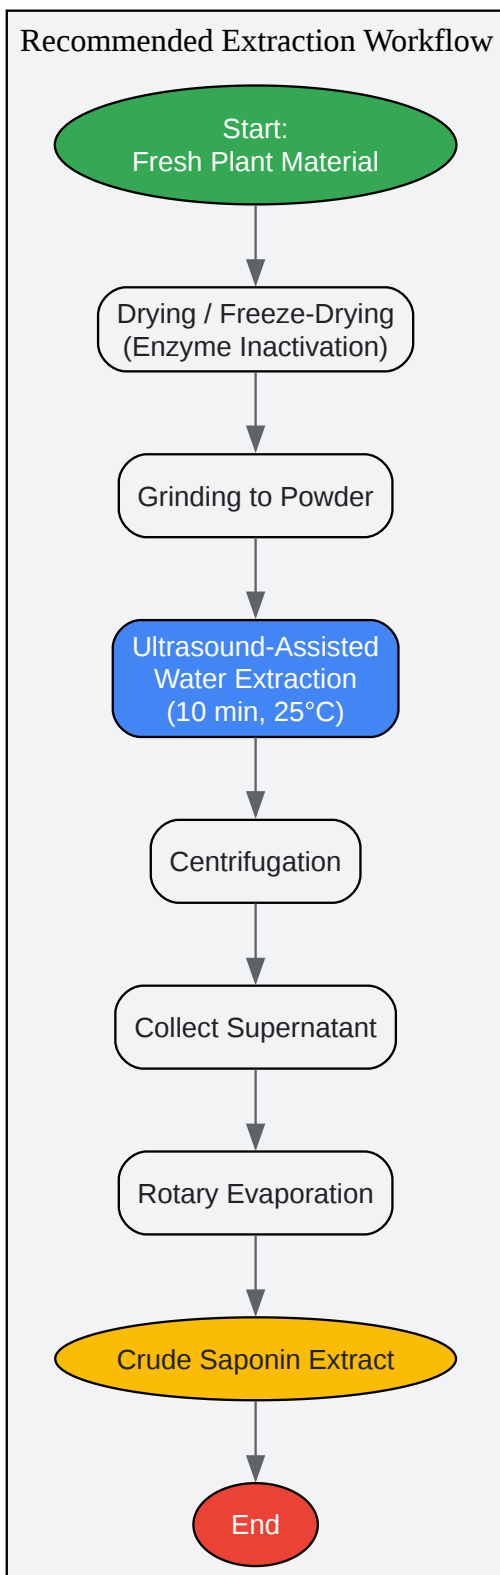 Recommended Extraction Workflow
Start:
Fresh Plant Material
Drying / Freeze-Drying
(Enzyme Inactivation)
Grinding to Powder
Ultrasound-Assisted
Water Extraction
(10 min, 25°C)
Centrifugation
Collect Supernatant
Rotary Evaporation
Crude Saponin Extract
End